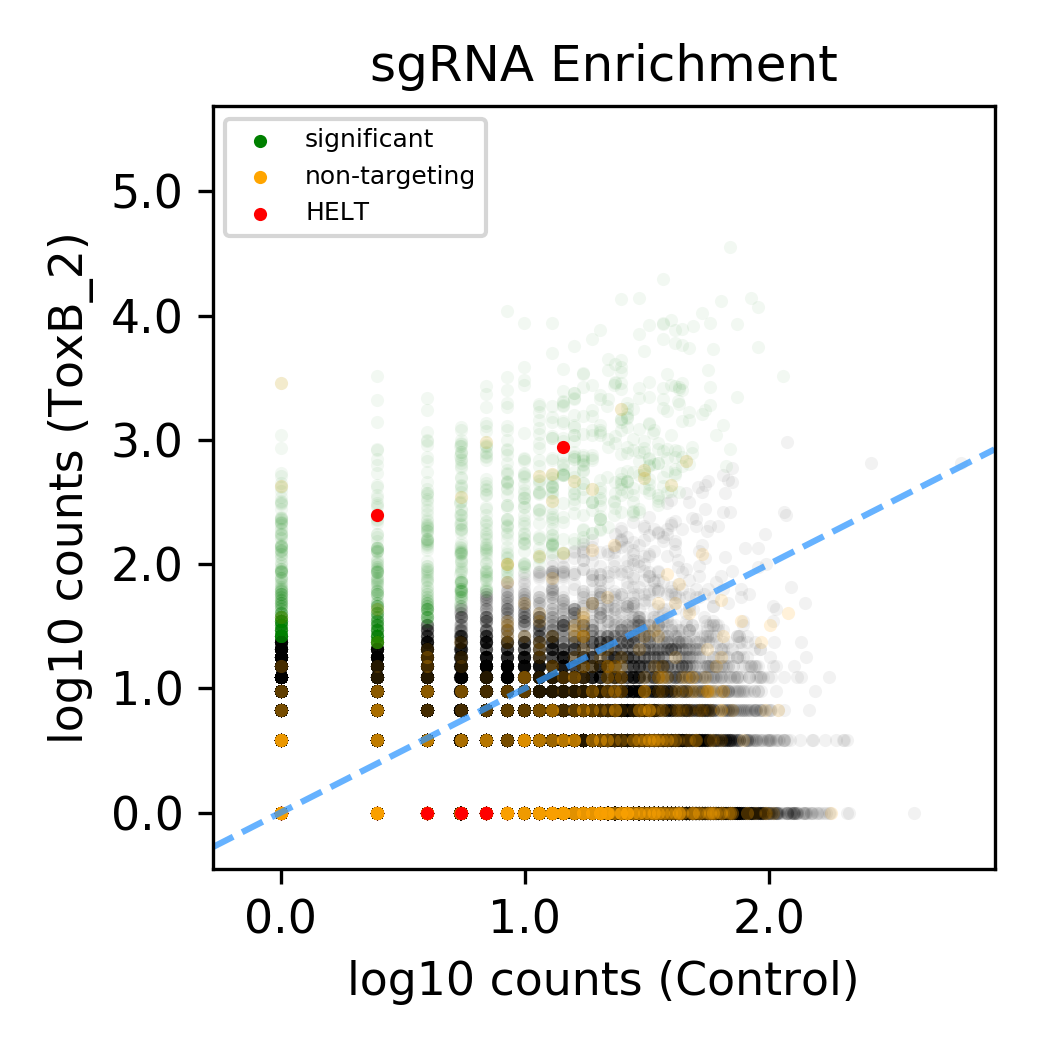 sgRNA Enrichment
significant
non-targeting
HELT
log10 counts (ToxB_2)
5.0
4.0
3.0
2.0
1.0
0.0
0.0 1.0 2.0
log10 counts (Control)